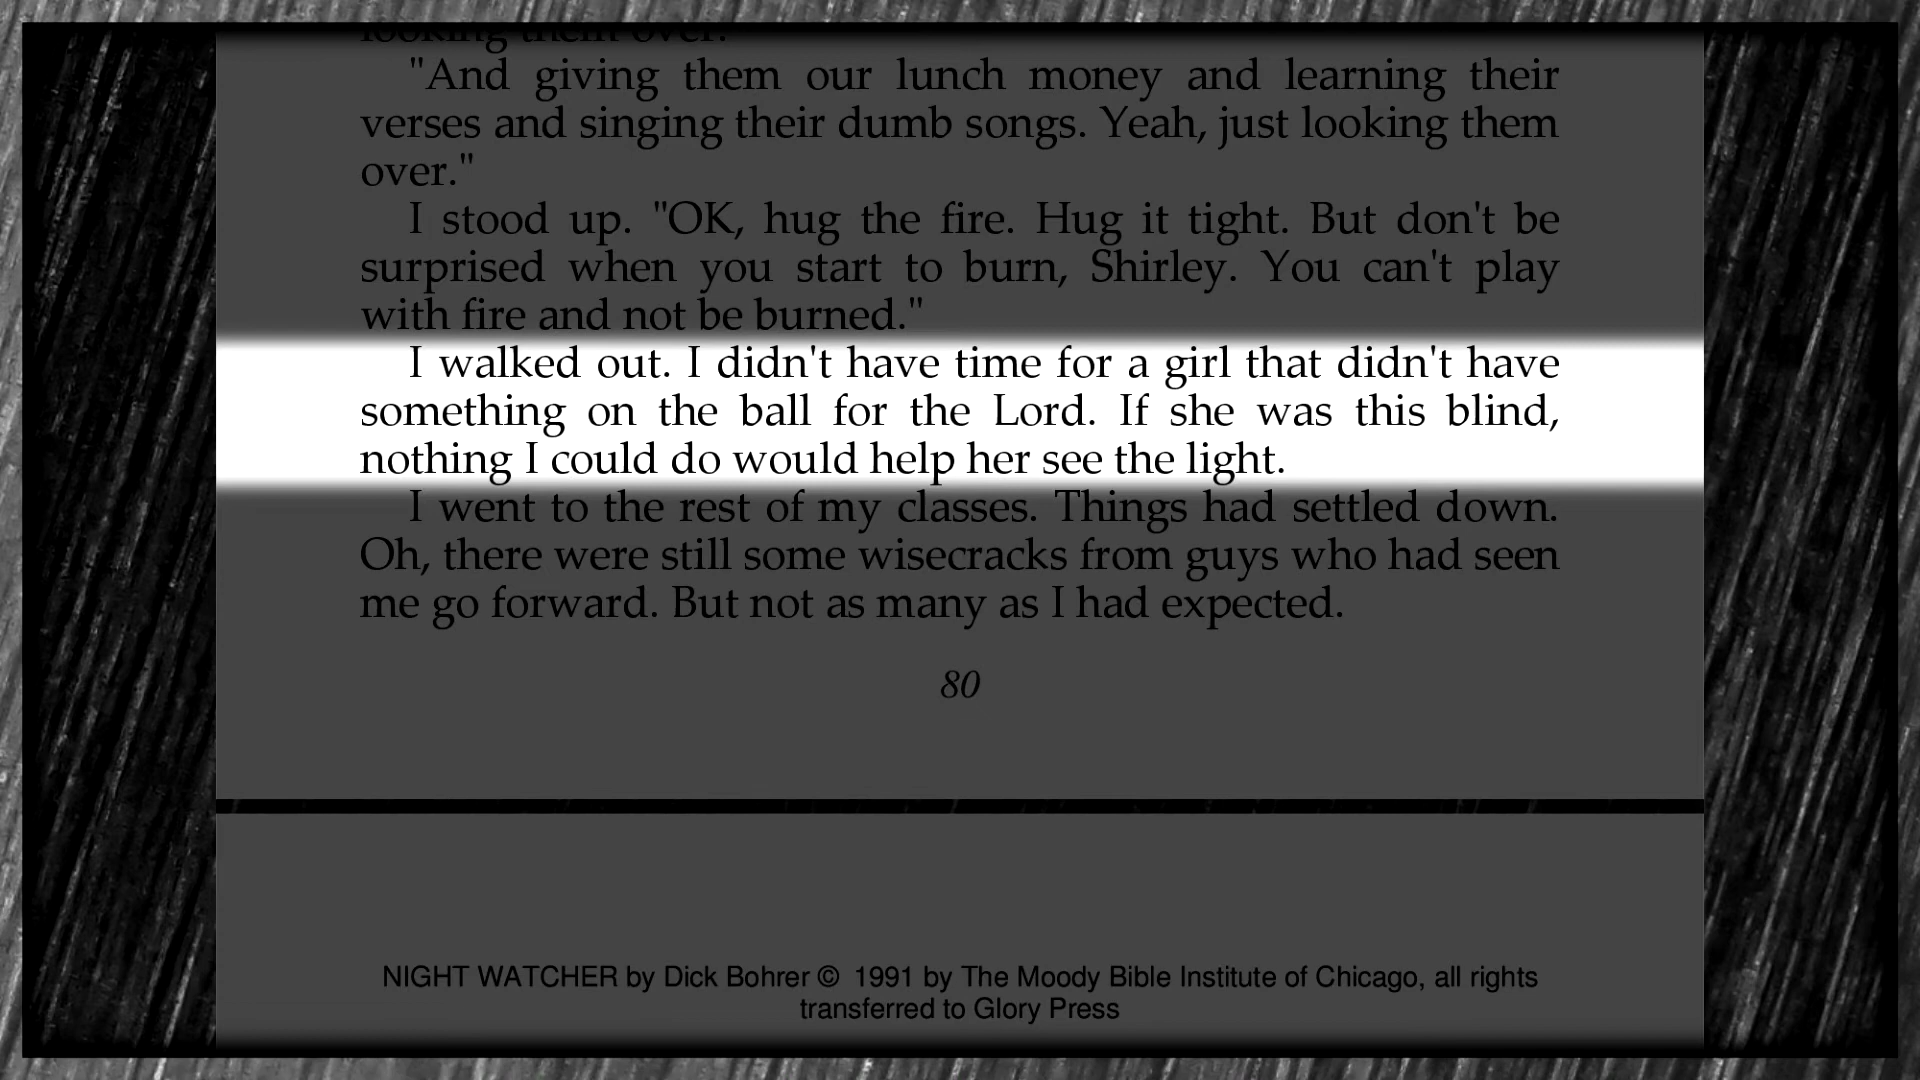 looking them over."
"And giving them our lunch money and learning their
verses and singing their dumb songs. Yeah, just looking them
over."
I stood up. "OK, hug the fire. Hug it tight. But don't be
surprised when you start to burn, Shirley. You can't play
with fire and not be burned."
I walked out. I didn't have time for a girl that didn't have
something on the ball for the Lord. If she was this blind,
nothing I could do would help her see the light.
I went to the rest of my classes. Things had settled down.
Oh, there were still some wisecracks from guys who had seen
me go forward. But not as many as I had expected.
80
NIGHT WATCHER by Dick Bohrer © 1991 by The Moody Bible Institute of Chicago, all rights
transferred to Glory Press